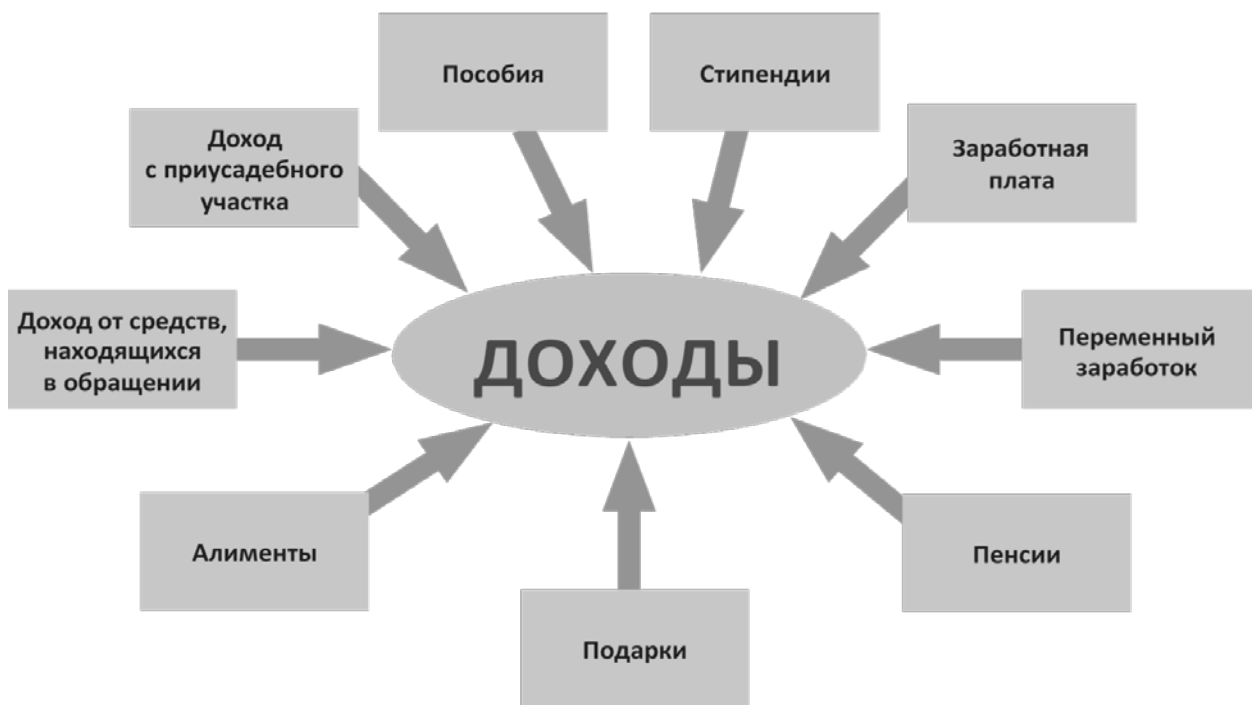 Пособия
Стипендии
Доход
с приусадебного
участка
Заработная
плата
Доход от средств,
находящихся
в обращении
ДОХОДЫ
Переменный
заработок
Алименты
Пенсии
Подарки